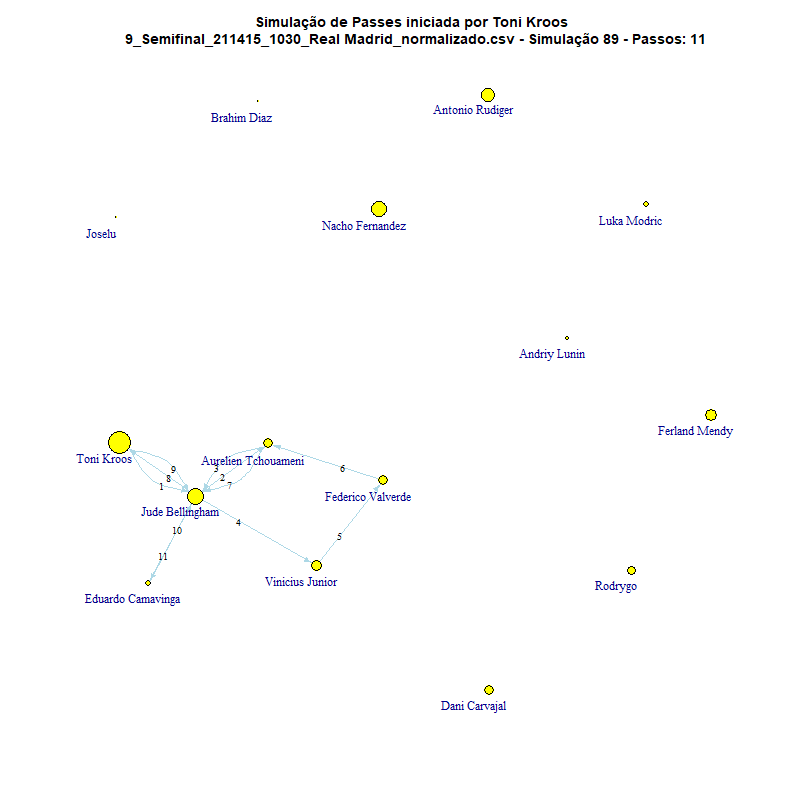 Simulação de Passes iniciada por Toni Kroos
9_Semifinal_211415_1030_Real Madrid_normalizado.csv - Simulação 89 - Passos: 11
Brahim Diaz
Antonio Rudiger
Joselu
Nacho Fernandez
Luka Modric
Andriy Lunin
Ferland Mendy
Toni Kroos
Aurelien Tchouameni
9
3
6
8
2
1
7
Federico Valverde
Jude Bellingham
4
10
5
11
Vinicius Junior
Eduardo Camavinga
Rodrygo
Dani Carvajal